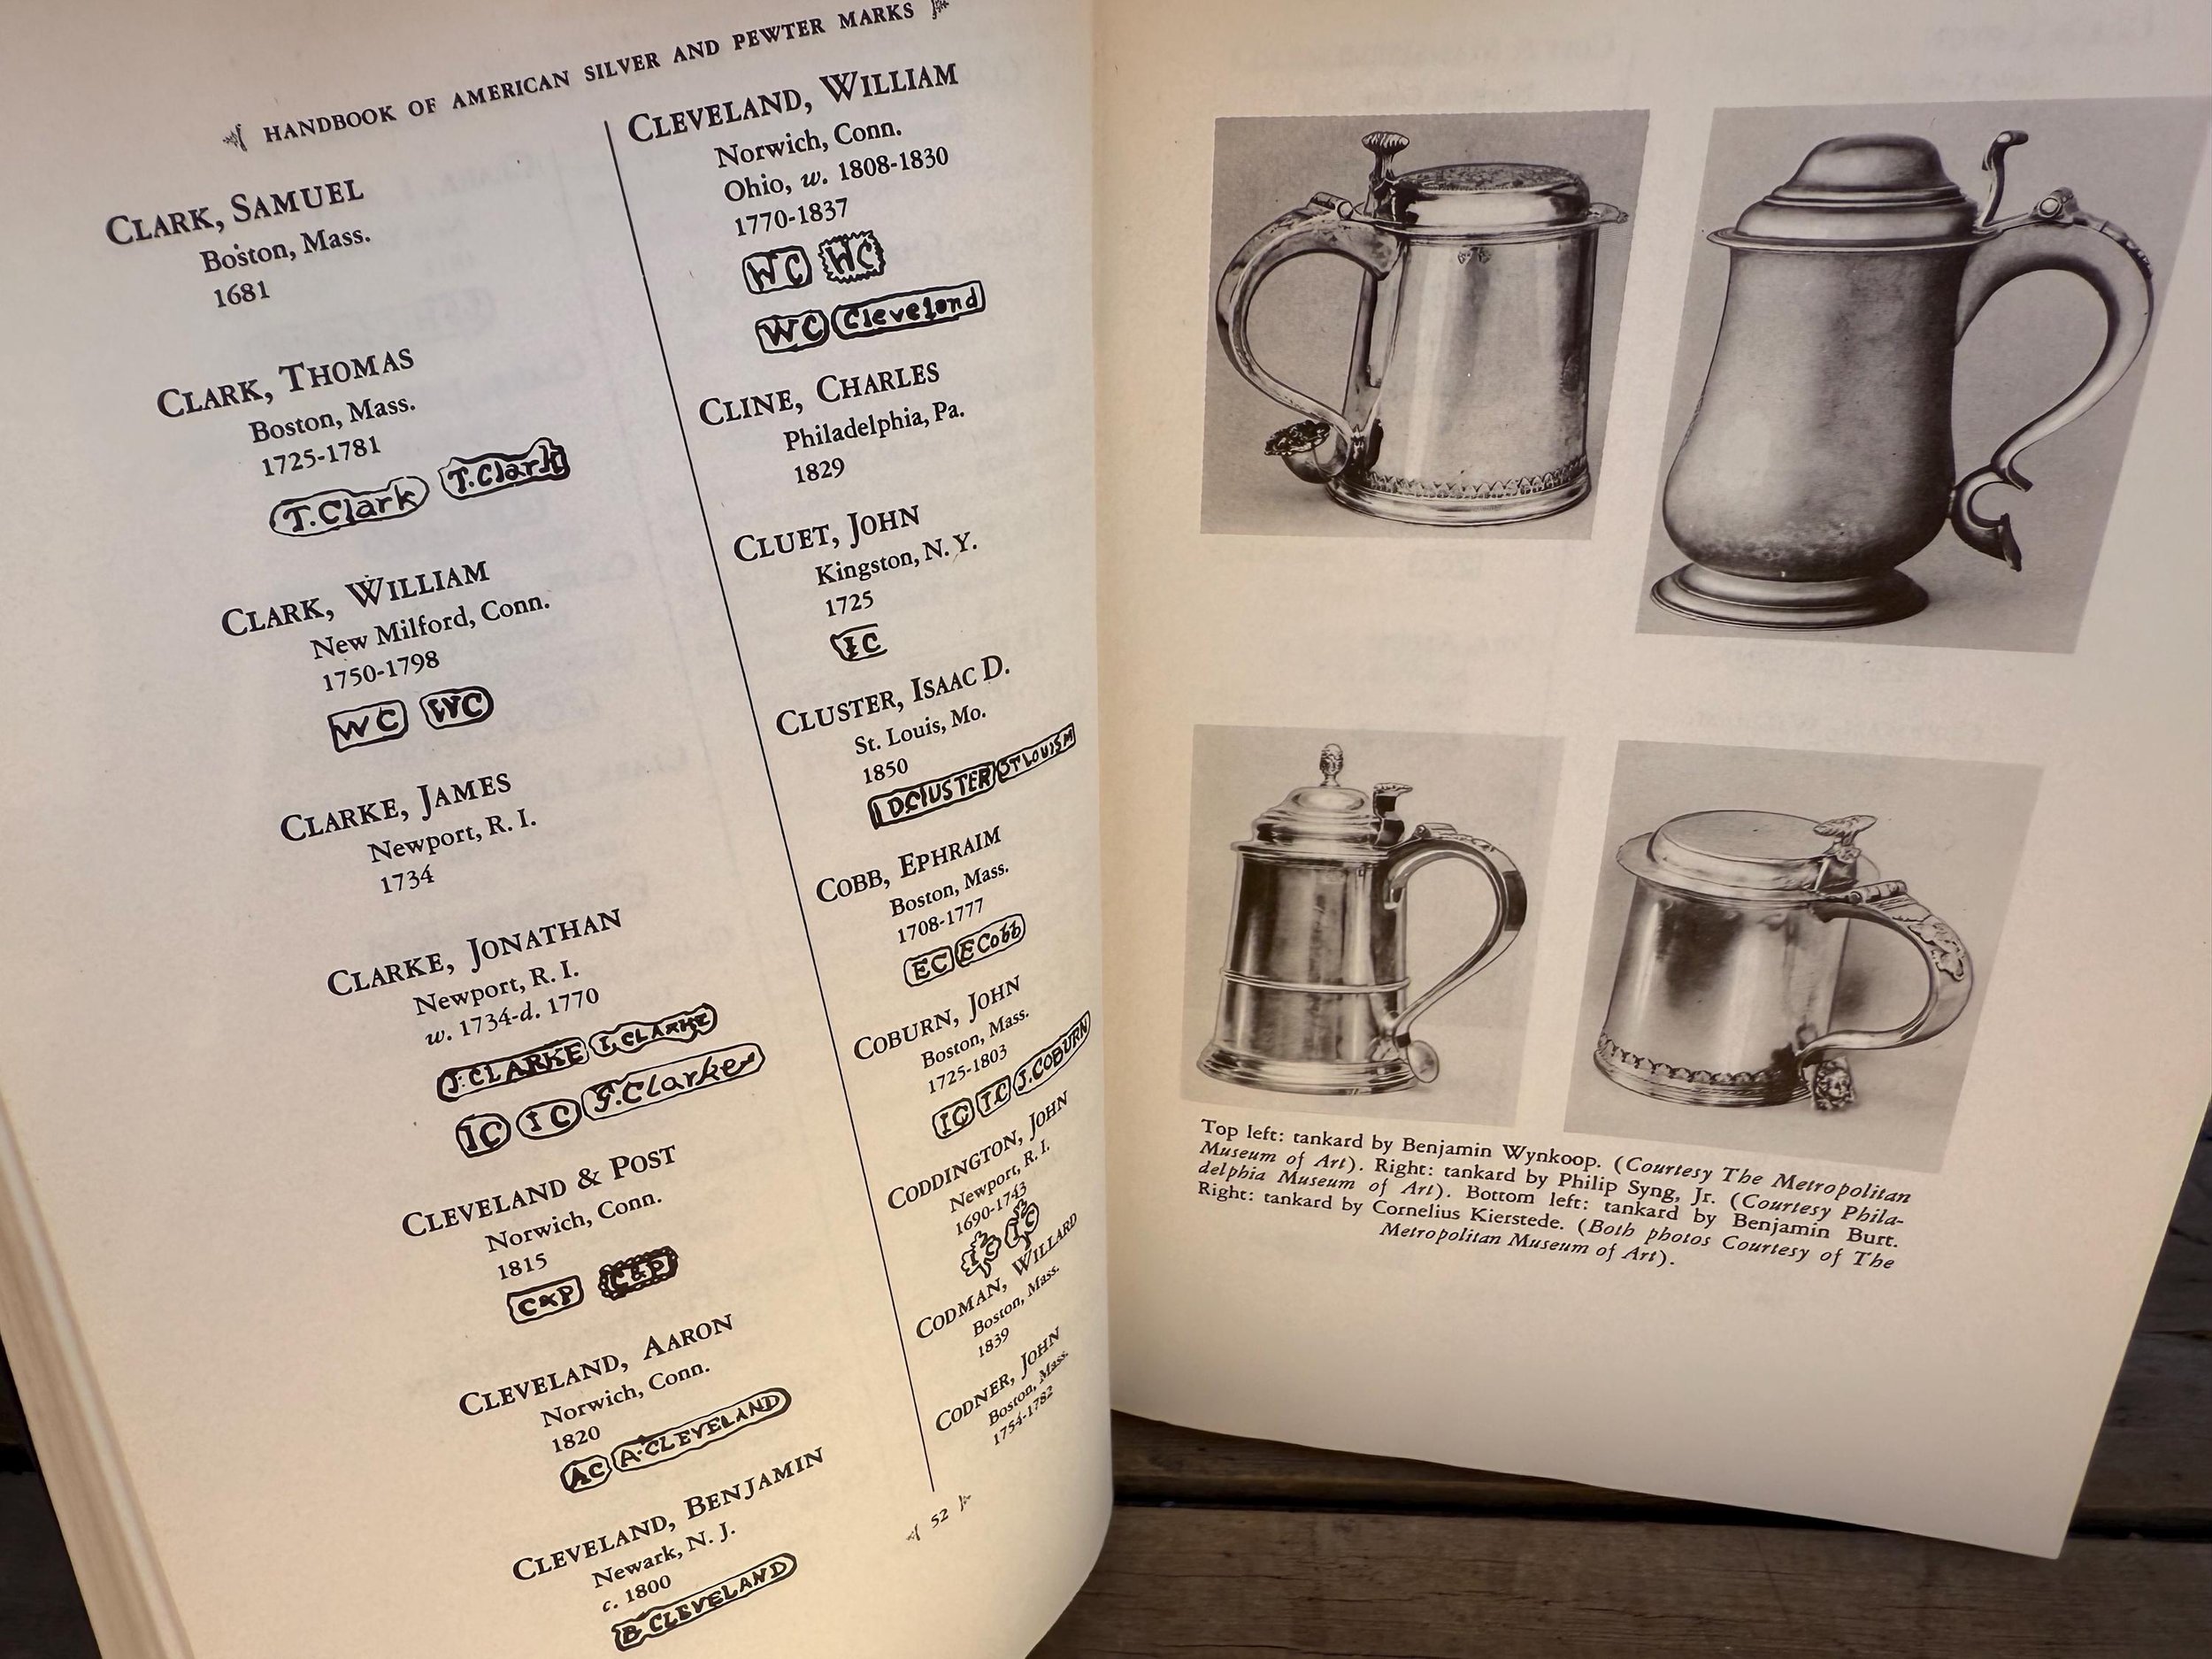 HANDBOOK OF AMERICAN SILVER AND PEWTER MARKS
CLARK, SAMUEL
Boston, Mass.
1681
CLARK, THOMAS
Boston, Mass.
1725-1781
T.Clark T.Clark
CLARK, WILLIAM
New Milford, Conn.
1750-1798
WC WC
CLARKE, JAMES
Newport, R. I.
1734
CLARKE, JONATHAN
Newport, R. I.
w. 1734-d. 1770
J.CLARKE I.CLARKE
IC IC J.Clarke
CLEVELAND & POST
Norwich, Conn.
1815
C&P C&P
CLEVELAND, AARON
Norwich, Conn.
1820
AC A.CLEVELAND
CLEVELAND, BENJAMIN
Newark, N. J.
c. 1800
B CLEVELAND
CLEVELAND, WILLIAM
Norwich, Conn.
Ohio, w. 1808-1830
1770-1837
WC WC
WC Cleveland
CLINE, CHARLES
Philadelphia, Pa.
1829
CLUET, JOHN
Kingston, N. Y.
1725
IC
CLUSTER, ISAAC D.
St. Louis, Mo.
1850
I DCLUSTER STLOUISM
COBB, EPHRAIM
Boston, Mass.
1708-1777
EC ECobb
COBURN, JOHN
Boston, Mass.
1725-1803
IC I.C J.COBURN
CODDINGTON, JOHN
Newport, R. I.
1690-1743
IC IC
CODMAN, WILLARD
Boston, Mass.
1839
CODNER, JOHN
Boston, Mass.
1754-1782
52
Top left: tankard by Benjamin Wynkoop. (Courtesy The Metropolitan
Museum of Art). Right: tankard by Philip Syng, Jr. (Courtesy Phila-
delphia Museum of Art). Bottom left: tankard by Benjamin Burt.
Right: tankard by Cornelius Kierstede. (Both photos Courtesy of The
Metropolitan Museum of Art).